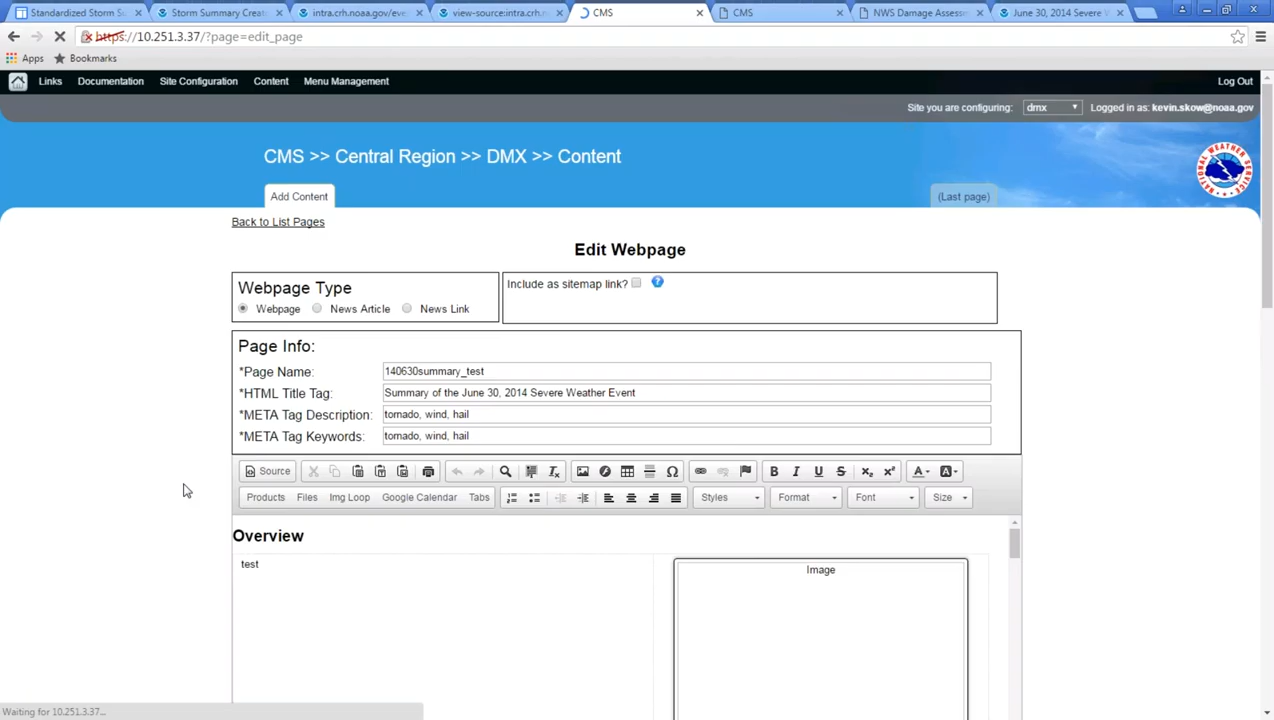 Standardized Storm Su
Storm Summary Creat
intra.crh.noaa.gov/eve
view-source:intra.crh.n
CMS
CMS
NWS Damage Assessm
June 30, 2014 Severe W
https://10.251.3.37/?page=edit_page
Apps Bookmarks
Links Documentation Site Configuration Content Menu Management Log Out
Site you are configuring: dmx Logged in as: kevin.skow@noaa.gov
CMS >> Central Region >> DMX >> Content
Add Content (Last page)
Back to List Pages
Edit Webpage
Webpage Type
Include as sitemap link? ?
Webpage News Article News Link
Page Info:
*Page Name: 140630summary_test
*HTML Title Tag: Summary of the June 30, 2014 Severe Weather Event
*META Tag Description: tornado, wind, hail
*META Tag Keywords: tornado, wind, hail
Source
B I U S x₂ x² A A
Products Files Img Loop Google Calendar Tabs Styles Format Font Size
Overview
test
Image
Waiting for 10.251.3.37...